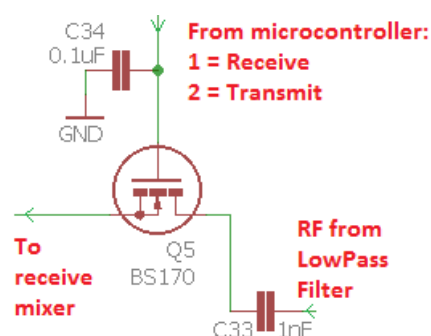 C34
0.1uF
GND
From microcontroller:
1 = Receive
2 = Transmit
Q5
BS170
To
receive
mixer
RF from
LowPass
Filter
C33 1nF